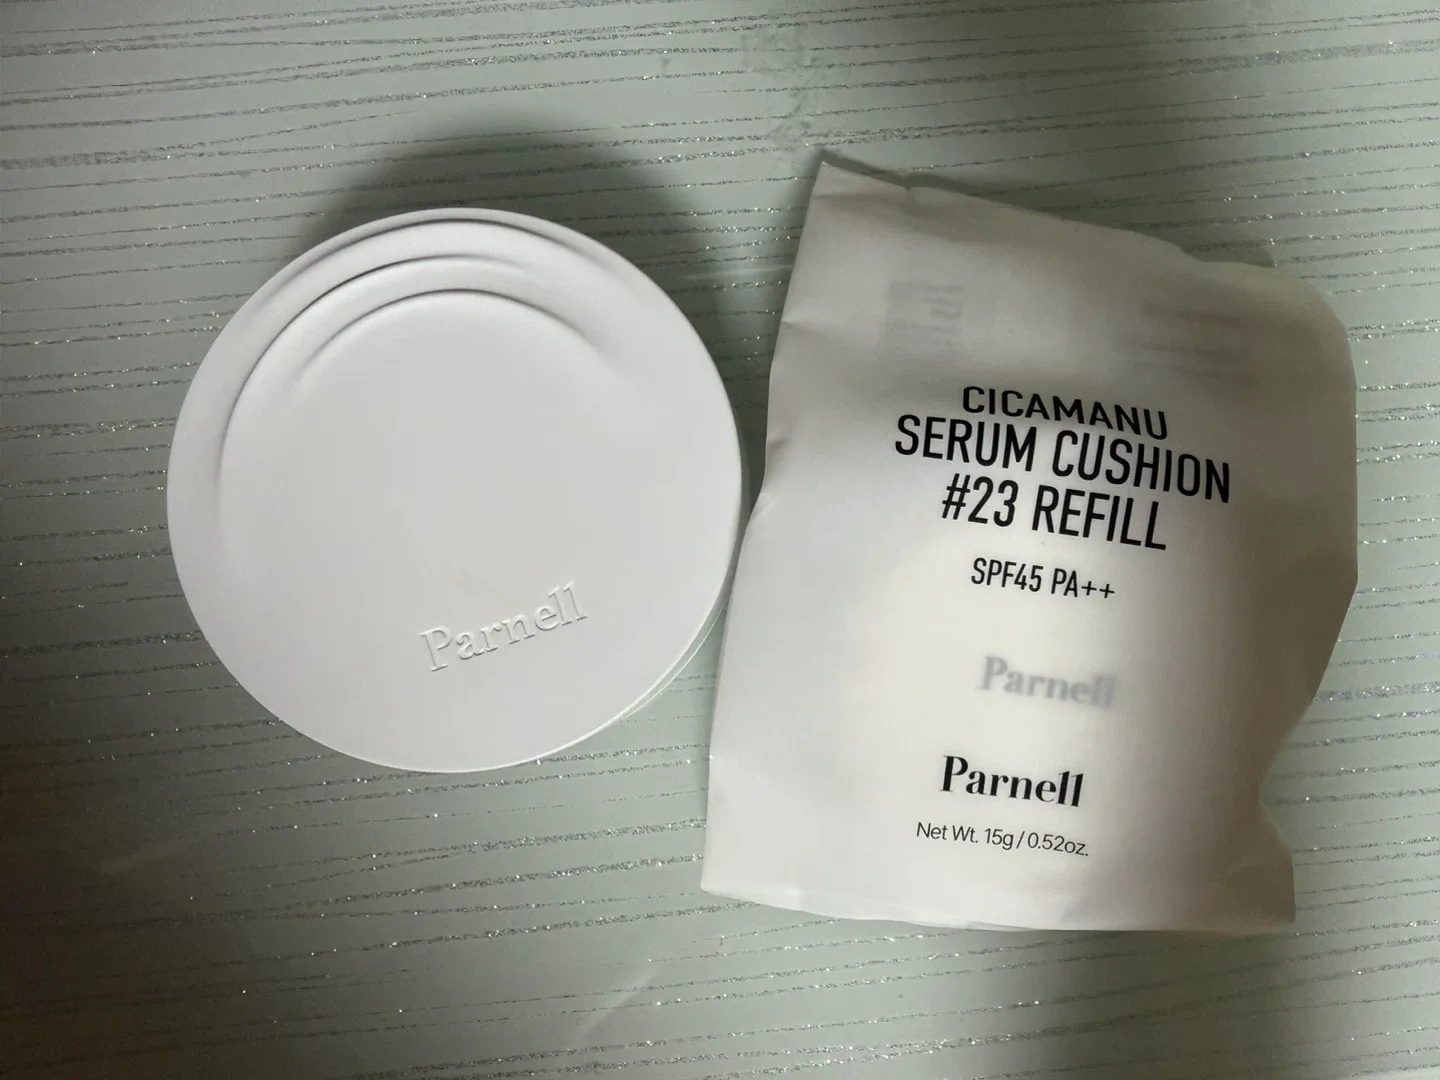 Parnell
CICAMANU
SERUM CUSHION
#23 REFILL
SPF45 PA++
Parnell
Parnell
Net Wt. 15g / 0.52oz.